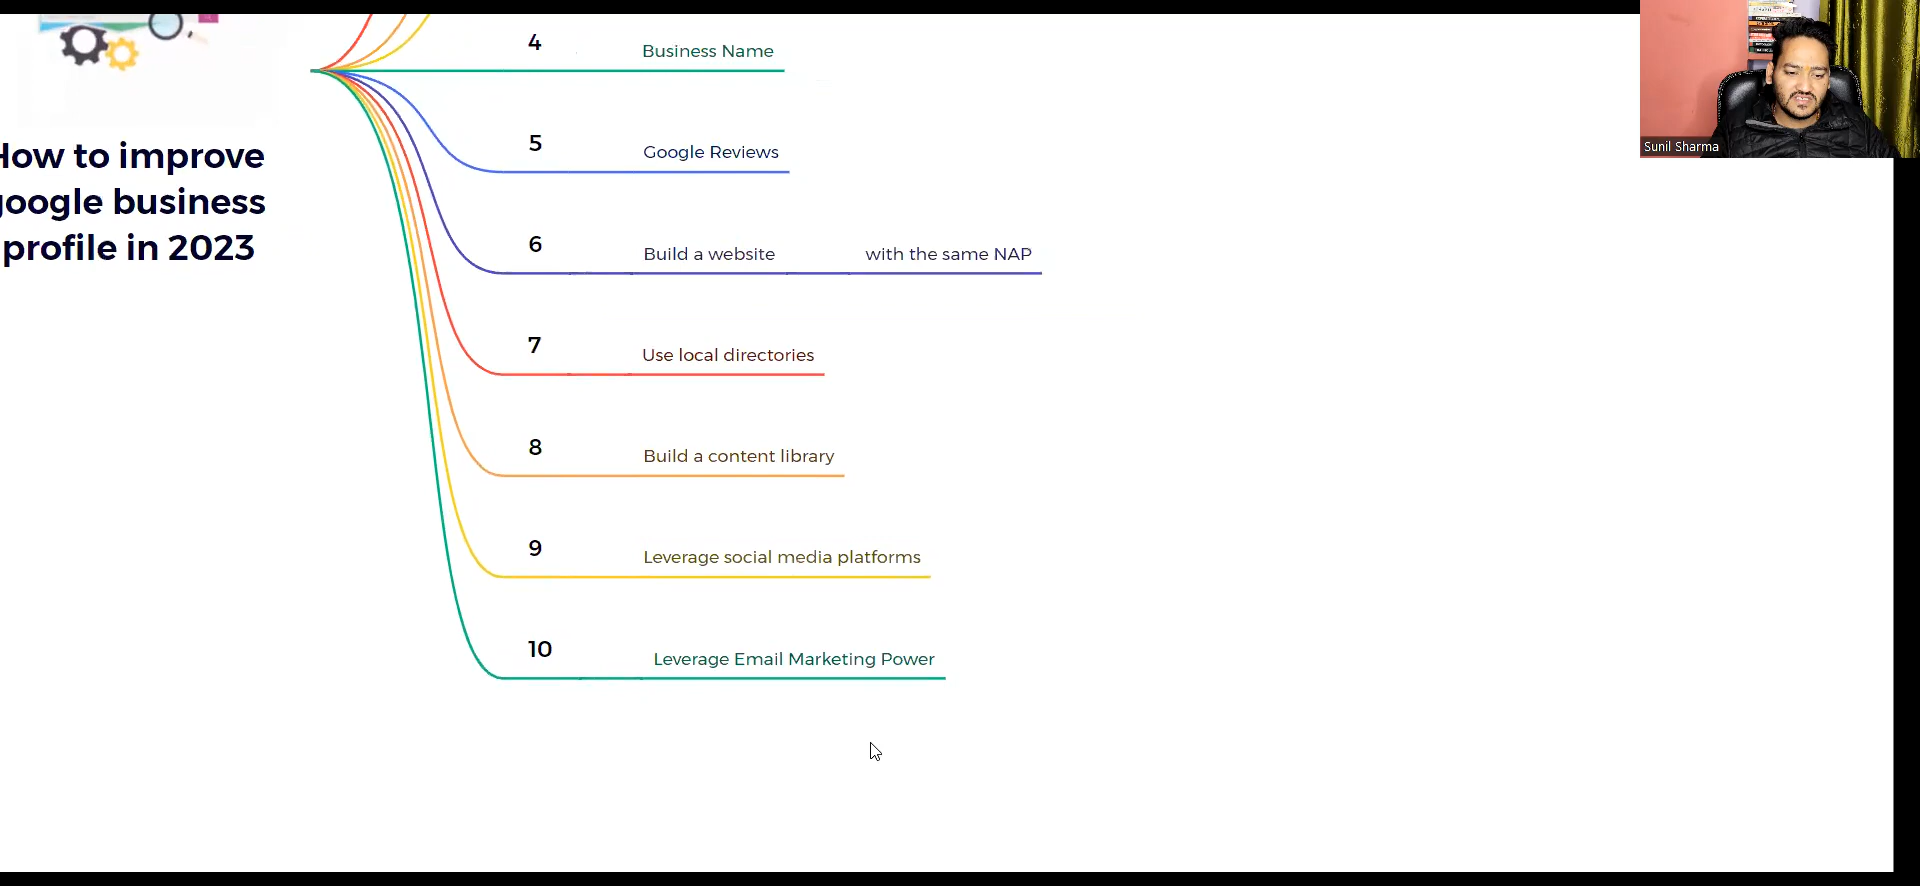 How to improve
google business
profile in 2023
4
Business Name
5
Google Reviews
6
Build a website with the same NAP
7
Use local directories
8
Build a content library
9
Leverage social media platforms
10
Leverage Email Marketing Power
Sunil Sharma